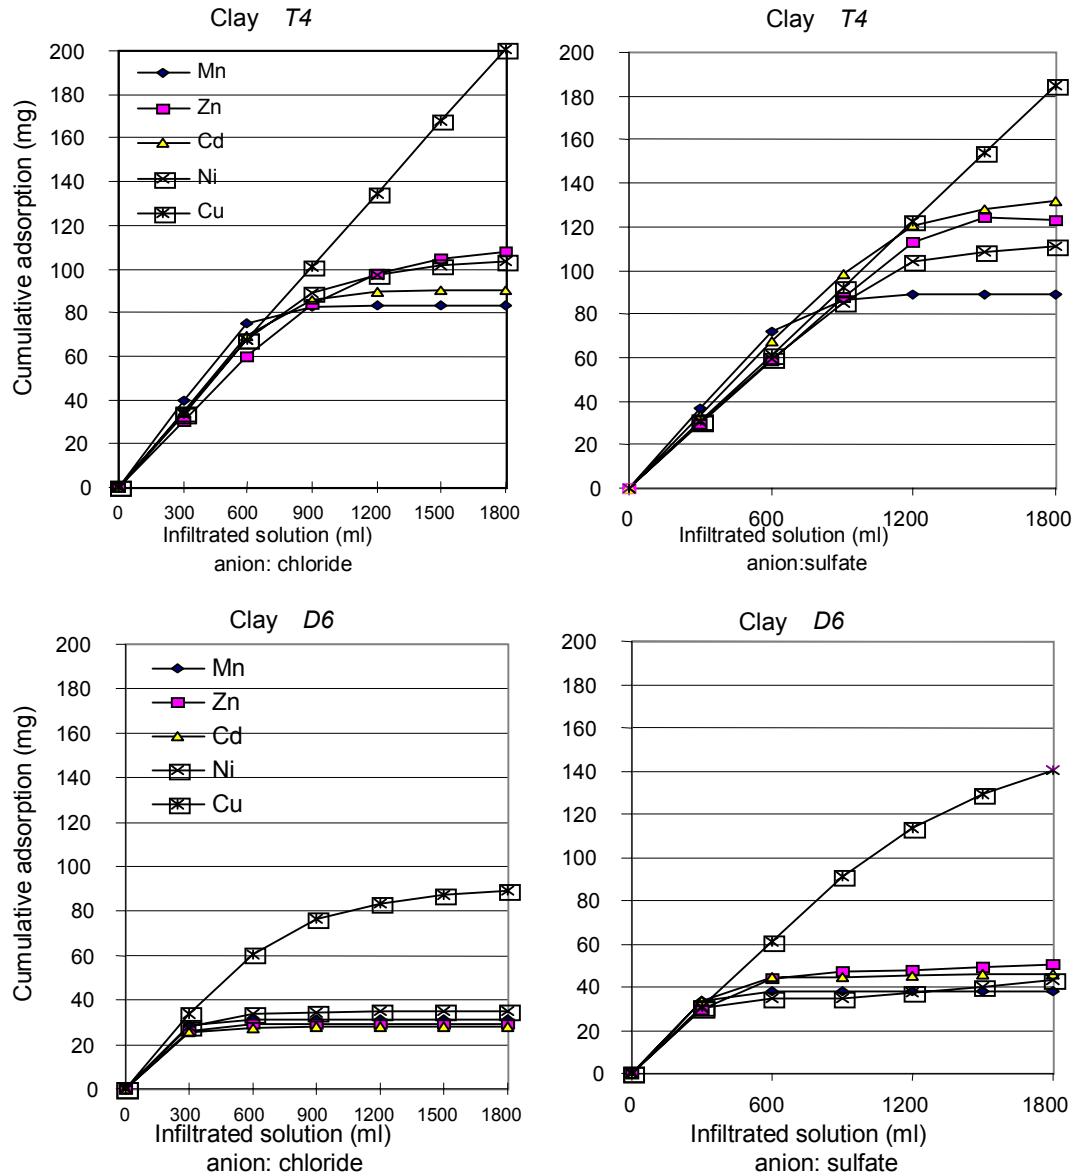 Clay T4
200
180
160
140
120
100
80
60
40
20
0
Cumulative adsorption (mg)
Mn
Zn
Cd
Ni
Cu
0 300 600 900 1200 1500 1800
Infiltrated solution (ml)
anion: chloride
Clay T4
200
180
160
140
120
100
80
60
40
20
0
0 600 1200 1800
Infiltrated solution (ml)
anion:sulfate
Clay D6
200
180
160
140
120
100
80
60
40
20
0
Cumulative adsorption (mg)
Mn
Zn
Cd
Ni
Cu
0 300 600 900 1200 1500 1800
Infiltrated solution (ml)
anion: chloride
Clay D6
200
180
160
140
120
100
80
60
40
20
0
0 600 1200 1800
Infiltrated solution (ml)
anion: sulfate